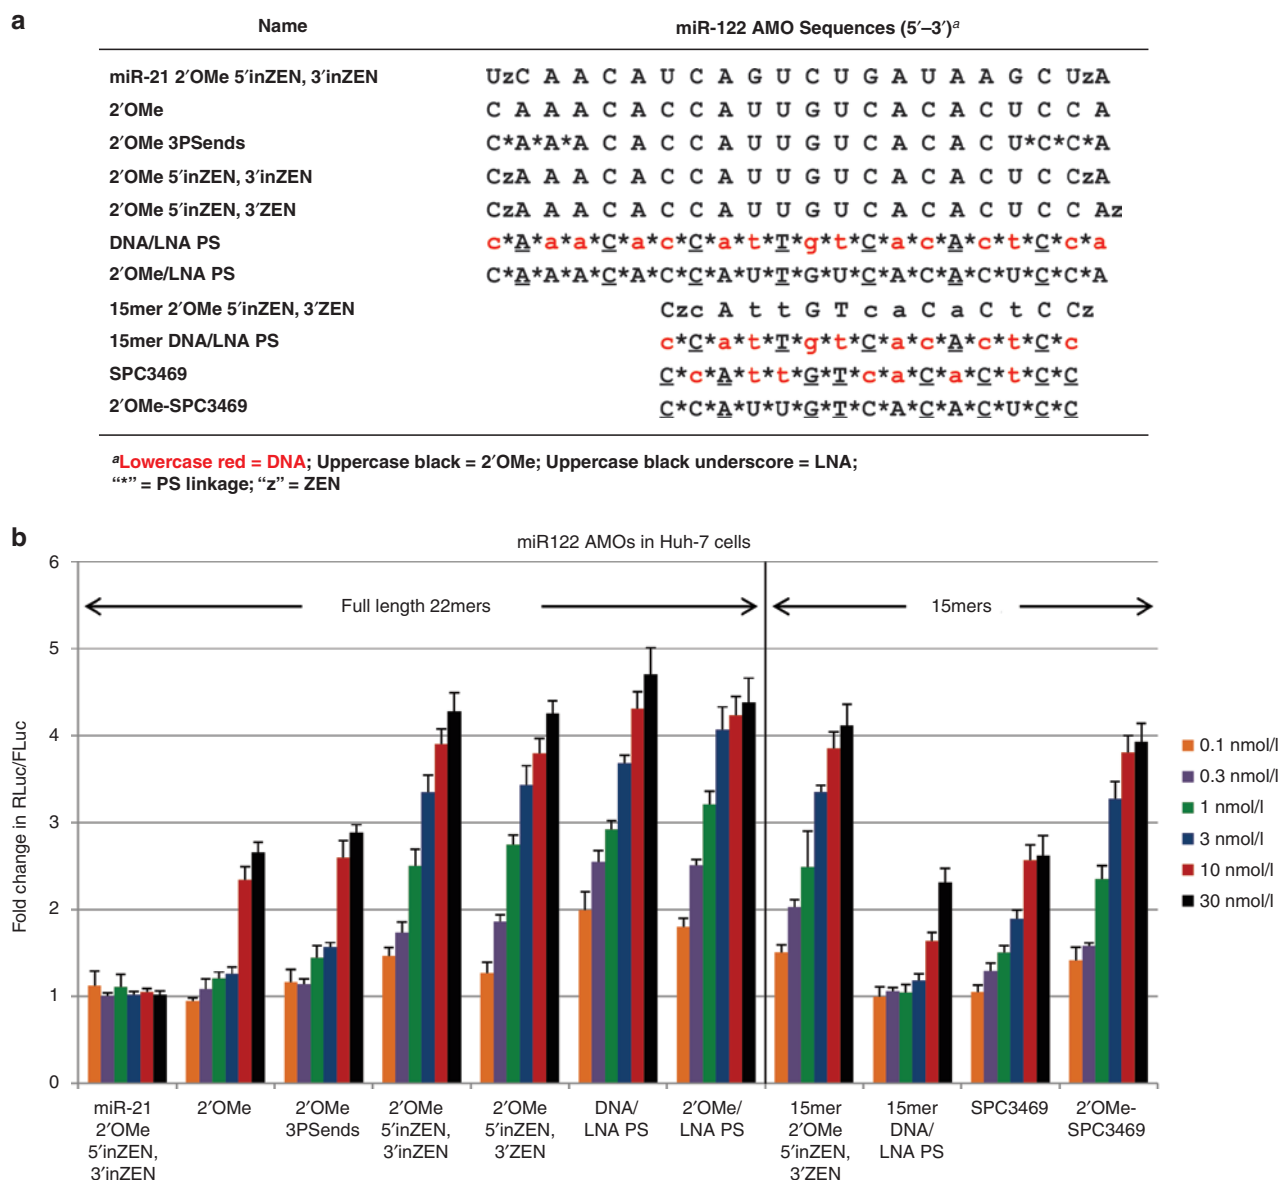 a
Name miR-122 AMO Sequences (5′–3′)a
miR-21 2′OMe 5′inZEN, 3′inZEN UzC A A C A U C A G U C U G A U A A G C UzA
2′OMe C A A A C A C C A U U G U C A C A C U C C A
2′OMe 3PSends C*A*A*A C A C C A U U G U C A C A C U*C*C*A
2′OMe 5′inZEN, 3′inZEN CzA A A C A C C A U U G U C A C A C U C CzA
2′OMe 5′inZEN, 3′ZEN CzA A A C A C C A U U G U C A C A C U C C Az
DNA/LNA PS c*A*a*a*C*a*c*C*a*t*T*g*t*C*a*c*A*c*t*C*c*a
2′OMe/LNA PS C*A*A*A*C*A*C*C*A*U*T*G*U*C*A*C*A*C*U*C*C*A
15mer 2′OMe 5′inZEN, 3′ZEN Czc A t t G T c a C a C t C Cz
15mer DNA/LNA PS c*C*a*t*T*g*t*C*a*c*A*c*t*C*c
SPC3469 C*c*A*t*t*G*T*c*a*C*a*C*t*C*C
2′OMe-SPC3469 C*C*A*U*U*G*T*C*A*C*A*C*U*C*C
aLowercase red = DNA; Uppercase black = 2′OMe; Uppercase black underscore = LNA;
“*” = PS linkage; “z” = ZEN
b
miR122 AMOs in Huh-7 cells
Full length 22mers 15mers
Fold change in RLuc/FLuc
6
5
4
3
2
1
0
0.1 nmol/l
0.3 nmol/l
1 nmol/l
3 nmol/l
10 nmol/l
30 nmol/l
miR-21
2′OMe
5′inZEN,
3′inZEN
2′OMe
2′OMe
3PSends
2′OMe
5′inZEN,
3′inZEN
2′OMe
5′inZEN,
3′ZEN
DNA/
LNA PS
2′OMe/
LNA PS
15mer
2′OMe
5′inZEN,
3′ZEN
15mer
DNA/
LNA PS
SPC3469
2′OMe-
SPC3469